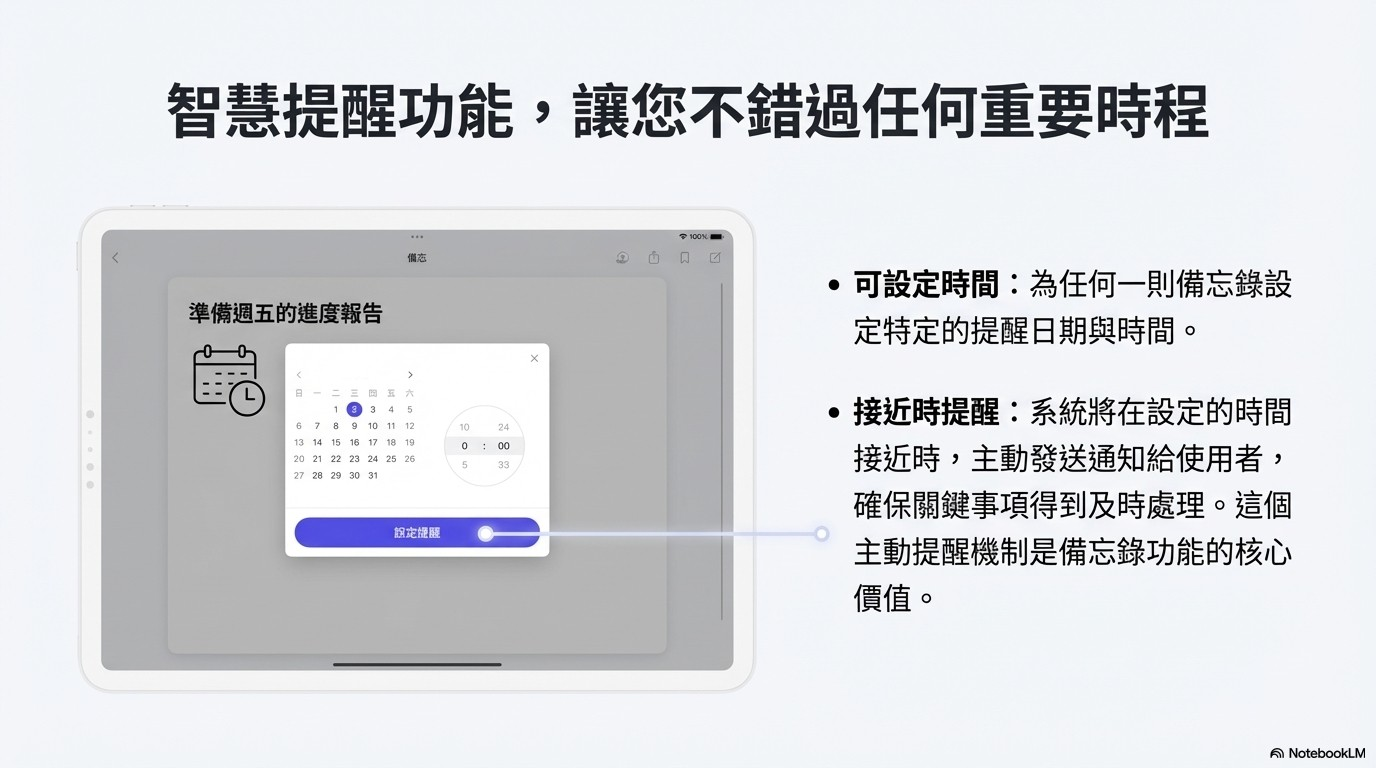 智慧提醒功能，讓您不錯過任何重要時程
100%
備忘
準備週五的進度報告
日 一 二 三 四 五 六
1 2 3 4 5
6 7 8 9 10 11 12
13 14 15 16 17 18 19
20 21 22 23 24 25 26
27 28 29 30 31
10 24
0 : 00
5 33
設定提醒
• 可設定時間：為任何一則備忘錄設
定特定的提醒日期與時間。
• 接近時提醒：系統將在設定的時間
接近時，主動發送通知給使用者，
確保關鍵事項得到及時處理。這個
主動提醒機制是備忘錄功能的核心
價值。
NotebookLM